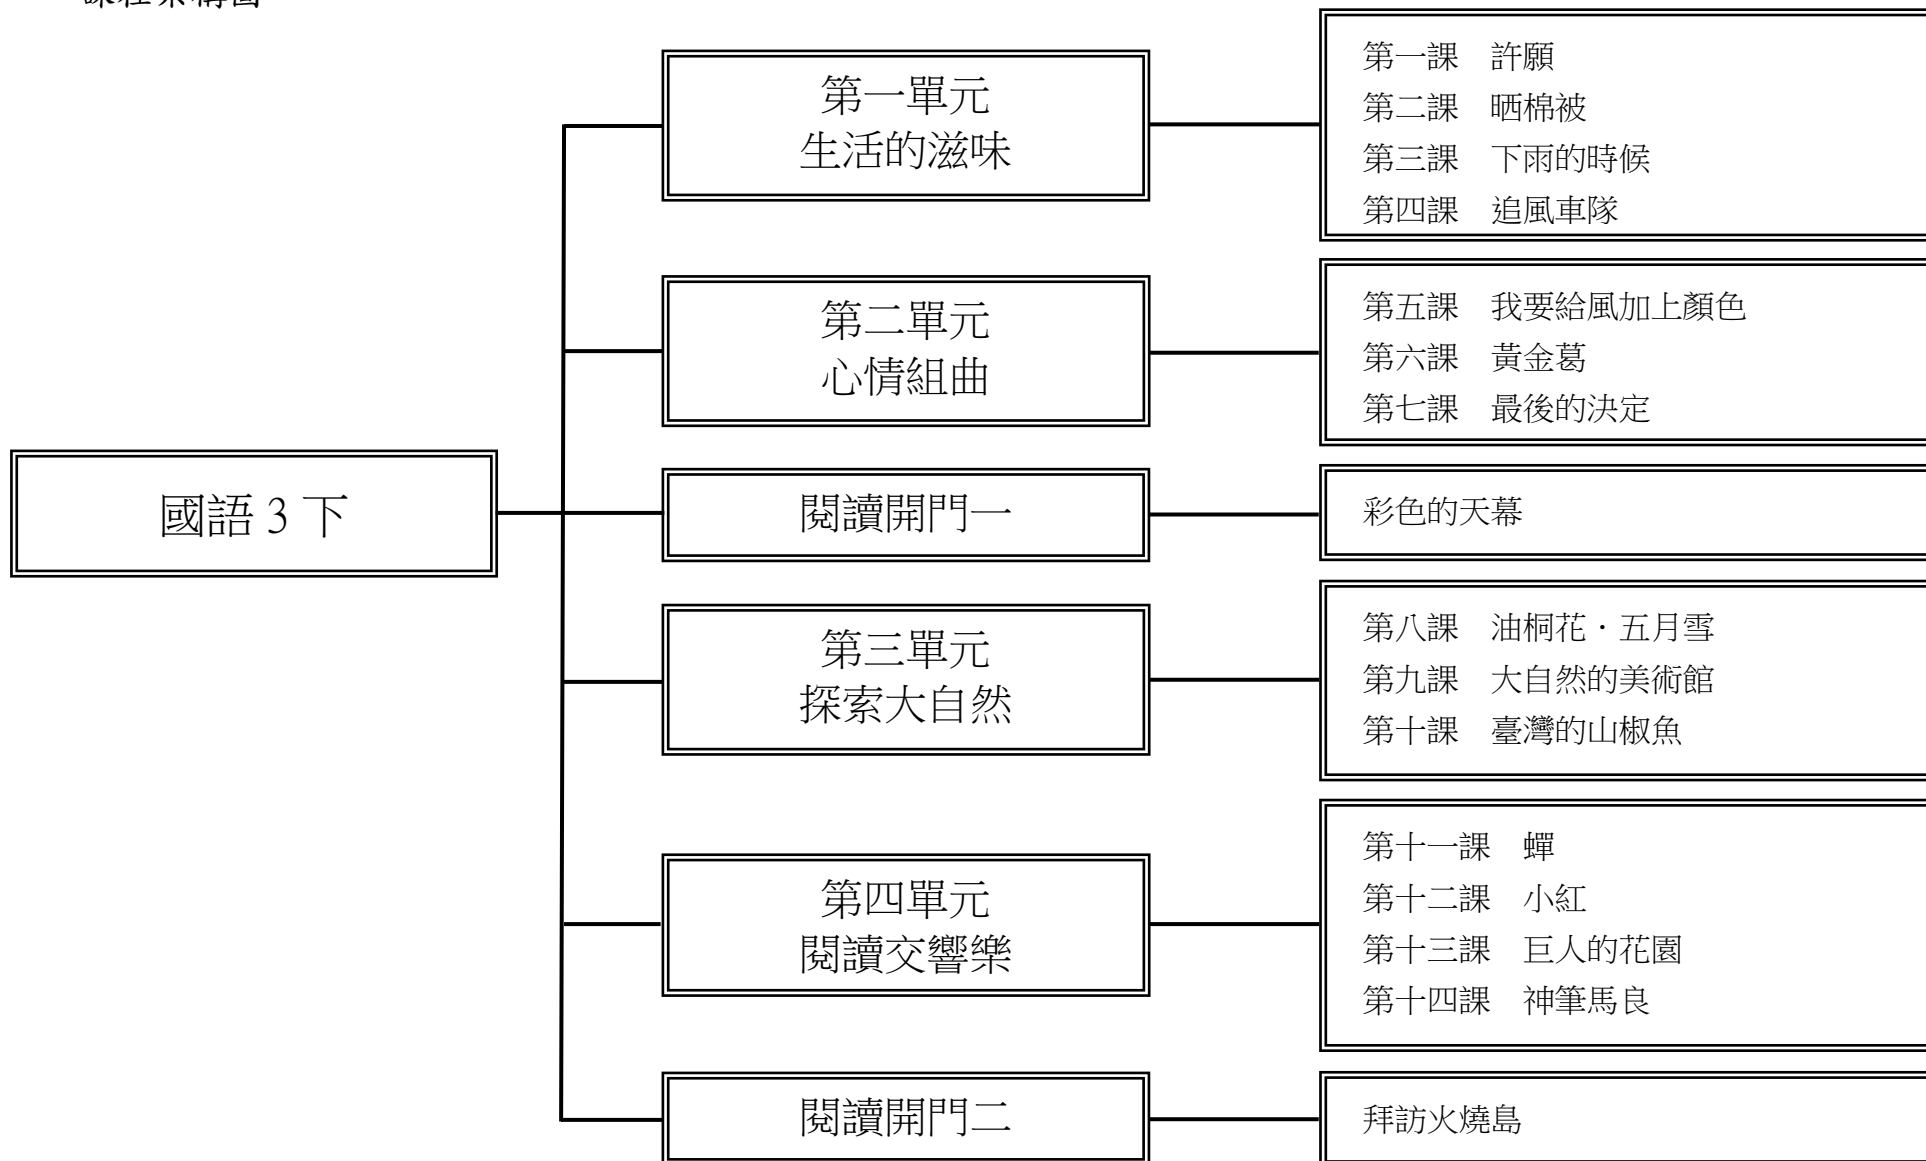 第一單元
生活的滋味
第一課　許願
第二課　晒棉被
第三課　下雨的時候
第四課　追風車隊
第二單元
心情組曲
第五課　我要給風加上顏色
第六課　黃金葛
第七課　最後的決定
國語 3 下
閱讀開門一
彩色的天幕
第三單元
探索大自然
第八課　油桐花・五月雪
第九課　大自然的美術館
第十課　臺灣的山椒魚
第四單元
閱讀交響樂
第十一課　蟬
第十二課　小紅
第十三課　巨人的花園
第十四課　神筆馬良
閱讀開門二
拜訪火燒島